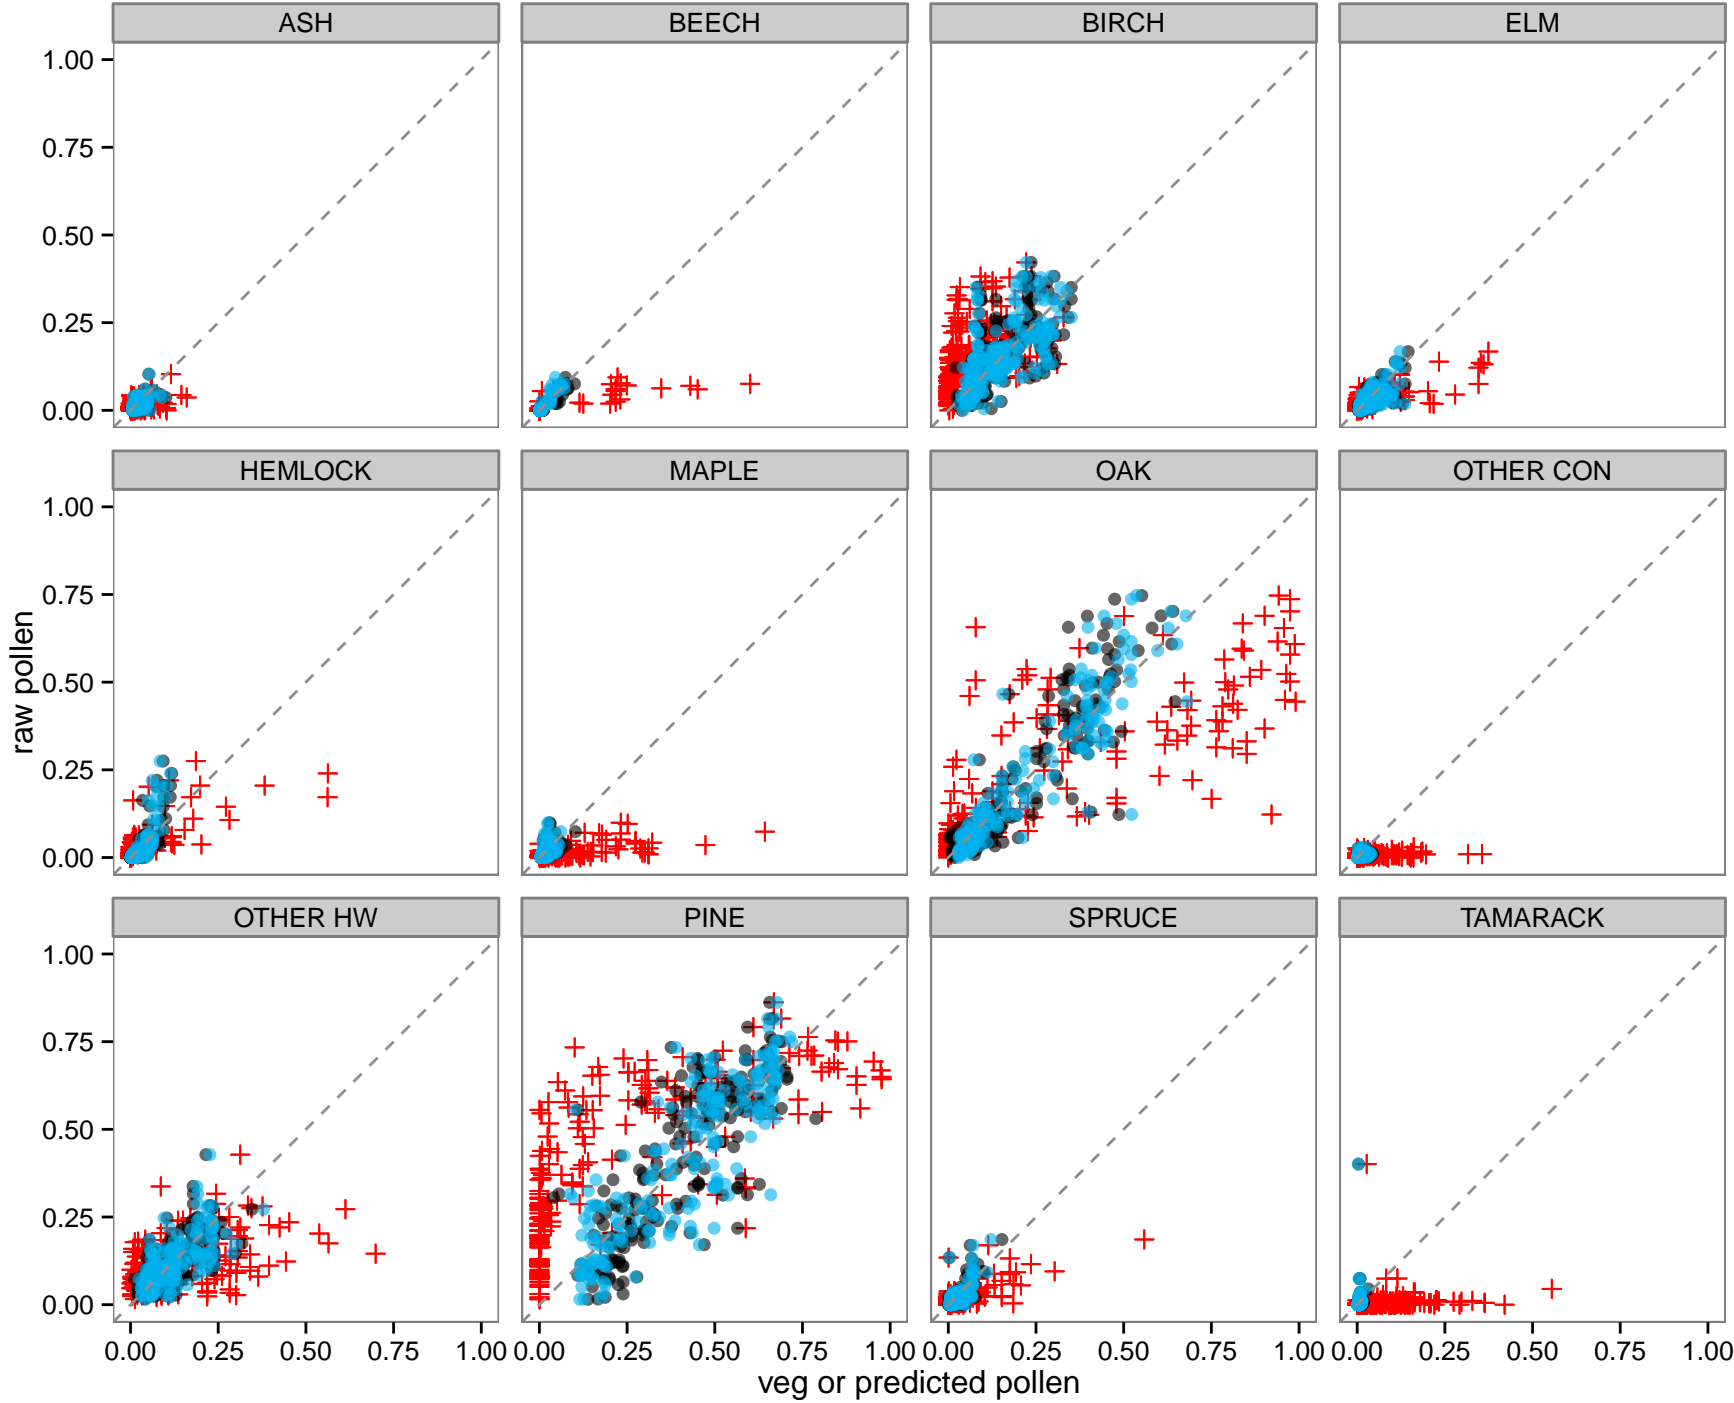 ASH BEECH BIRCH ELM
1.00
0.75
0.50
0.25
0.00
HEMLOCK MAPLE OAK OTHER CON
1.00
0.75
0.50
0.25
0.00
raw pollen
OTHER HW PINE SPRUCE TAMARACK
1.00
0.75
0.50
0.25
0.00
0.00 0.25 0.50 0.75 1.00 0.00 0.25 0.50 0.75 1.00 0.00 0.25 0.50 0.75 1.00 0.00 0.25 0.50 0.75 1.00
veg or predicted pollen